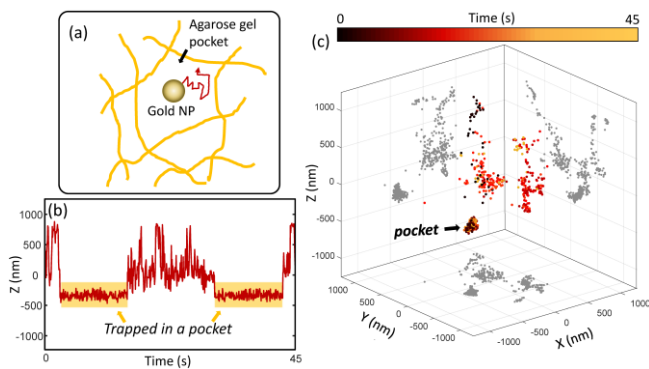 (a)
Agarose gel
pocket
Gold NP
(b)
Z (nm)
1000
500
0
-500
-1000
Trapped in a pocket
0
Time (s)
45
(c)
0
Time (s)
45
Z (nm)
1000
500
0
-500
-1000
pocket
1000
500
0
-500
-1000
Y (nm)
-1000
-500
0
500
1000
X (nm)